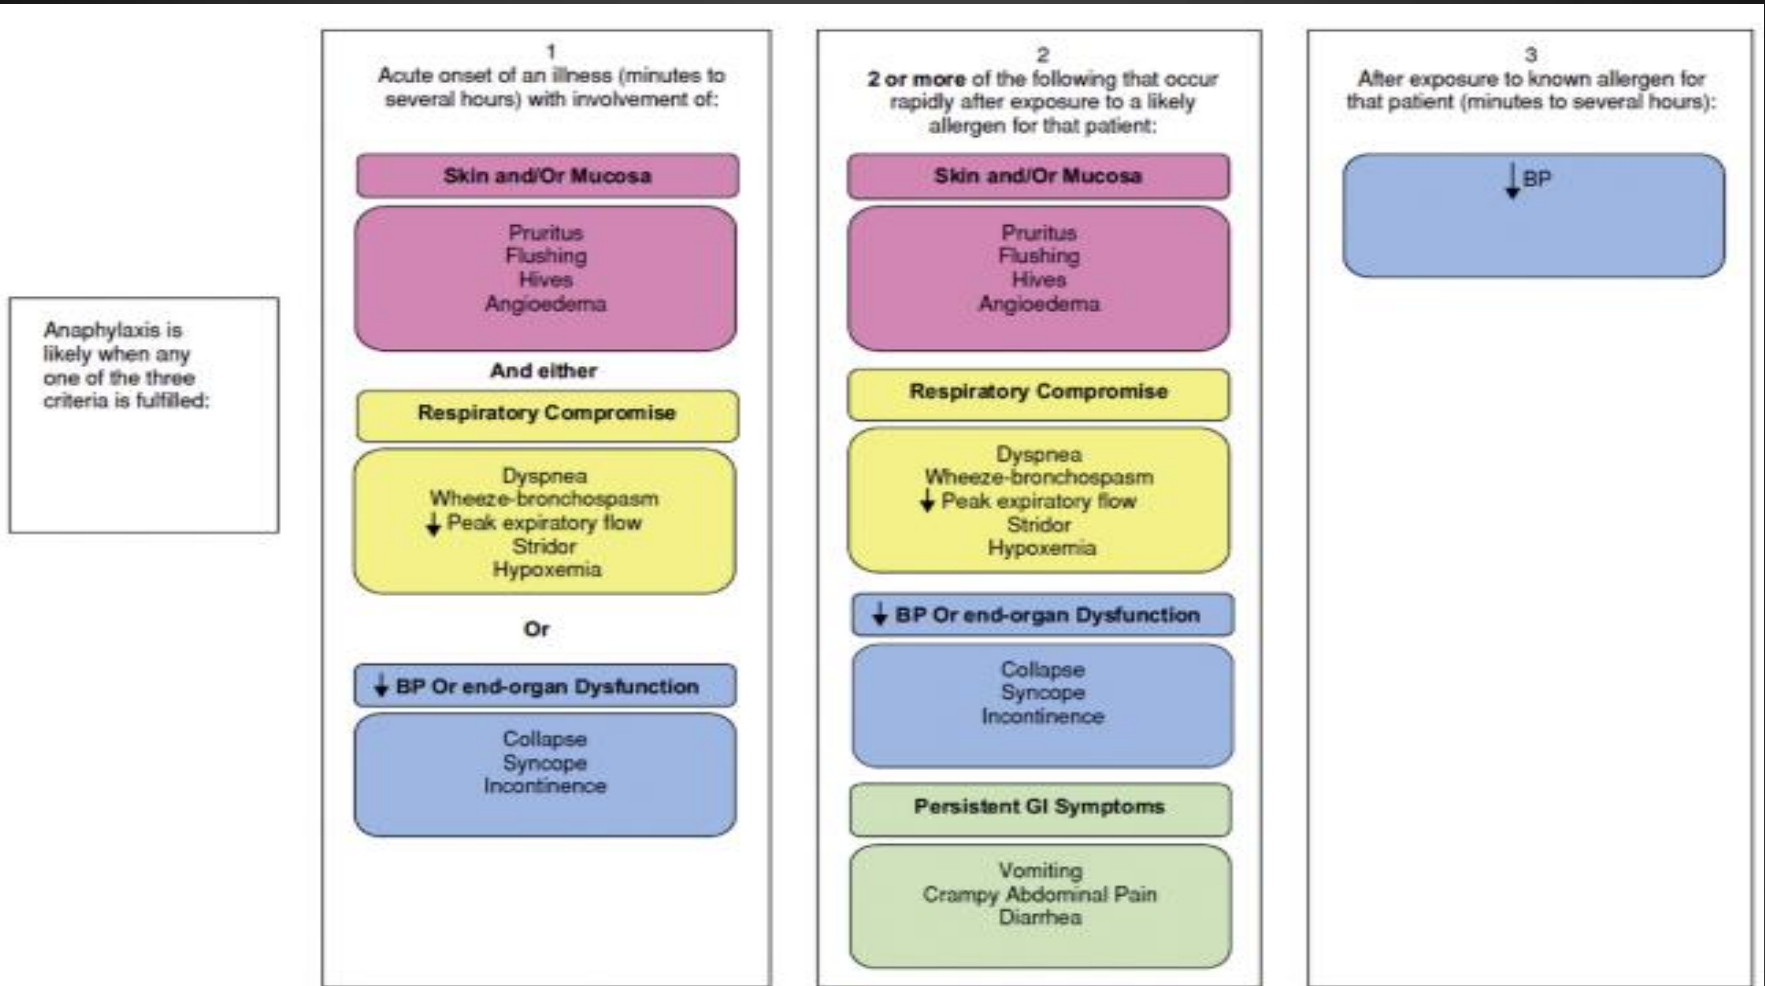 Anaphylaxis is
likely when any
one of the three
criteria is fulfilled:
1
Acute onset of an illness (minutes to
several hours) with involvement of:
Skin and/Or Mucosa
Pruritus
Flushing
Hives
Angioedema
And either
Respiratory Compromise
Dyspnea
Wheeze-bronchospasm
↓ Peak expiratory flow
Stridor
Hypoxemia
Or
↓ BP Or end-organ Dysfunction
Collapse
Syncope
Incontinence
2
2 or more of the following that occur
rapidly after exposure to a likely
allergen for that patient:
Skin and/Or Mucosa
Pruritus
Flushing
Hives
Angioedema
Respiratory Compromise
Dyspnea
Wheeze-bronchospasm
↓ Peak expiratory flow
Stridor
Hypoxemia
↓ BP Or end-organ Dysfunction
Collapse
Syncope
Incontinence
Persistent GI Symptoms
Vomiting
Crampy Abdominal Pain
Diarrhea
3
After exposure to known allergen for
that patient (minutes to several hours):
↓ BP